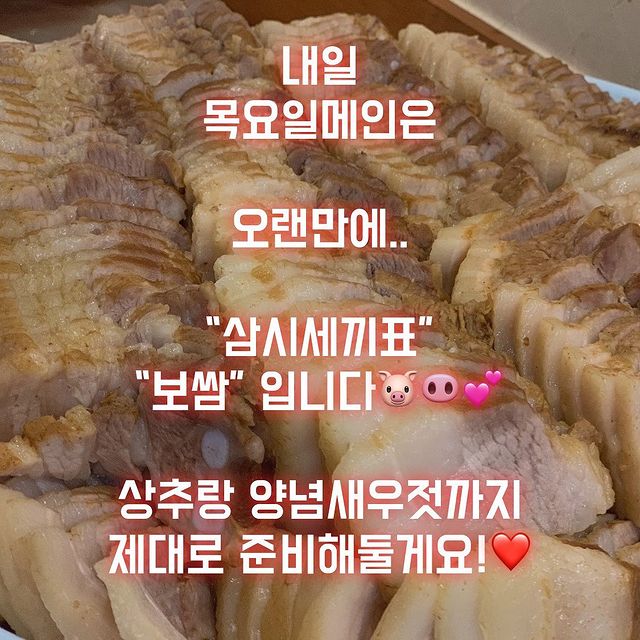 내일
목요일메인은
오랜만에..
"삼시세끼표"
"보쌈" 입니다🐷🐽💕
상추랑 양념새우젓까지
제대로 준비해둘게요!❤️